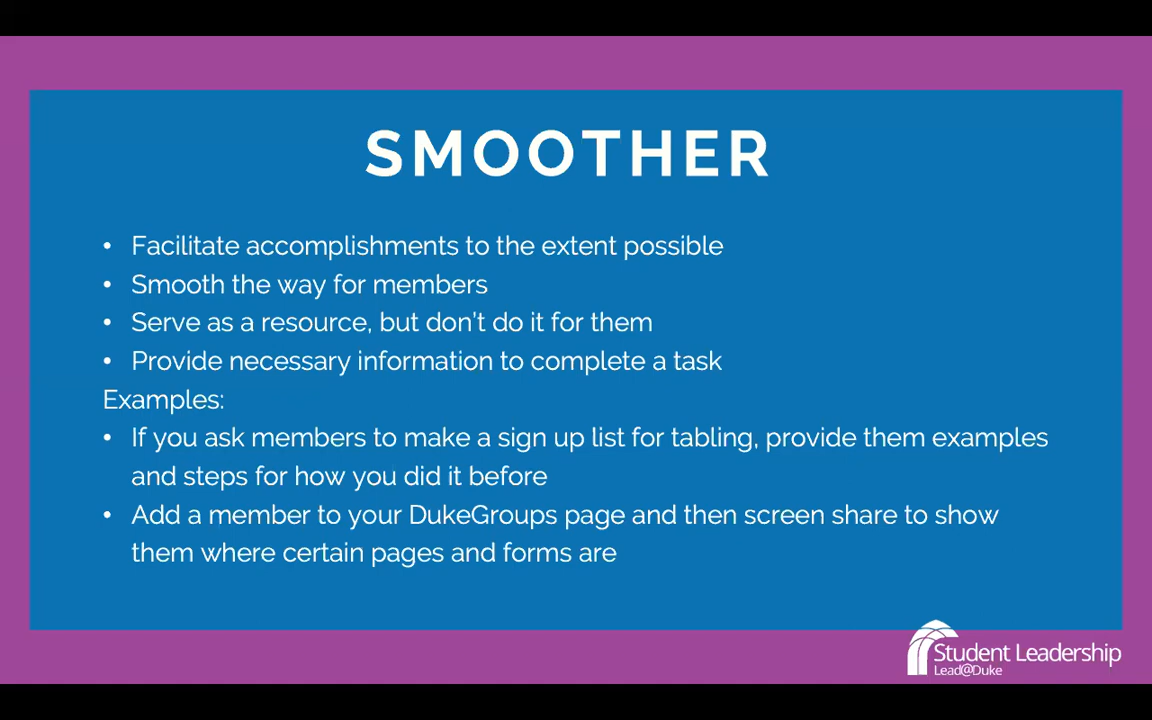 SMOOTHER
• Facilitate accomplishments to the extent possible
• Smooth the way for members
• Serve as a resource, but don't do it for them
• Provide necessary information to complete a task
Examples:
• If you ask members to make a sign up list for tabling, provide them examples
and steps for how you did it before
• Add a member to your DukeGroups page and then screen share to show
them where certain pages and forms are
Student Leadership
Lead@Duke